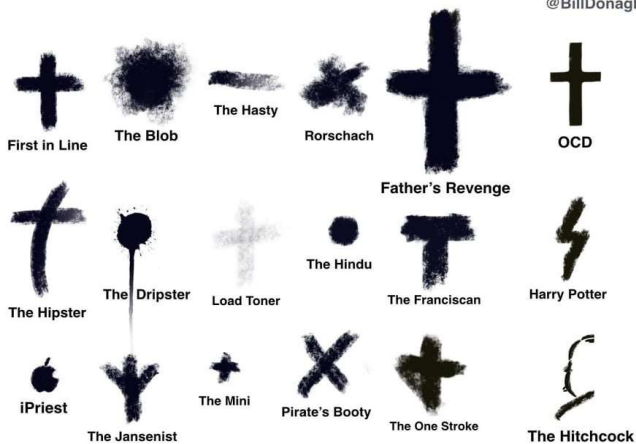 @BillDonagh
First in Line
The Blob
The Hasty
Rorschach
Father's Revenge
OCD
The Hipster
The Dripster
Load Toner
The Hindu
The Franciscan
Harry Potter
iPriest
The Jansenist
The Mini
Pirate's Booty
The One Stroke
The Hitchcock